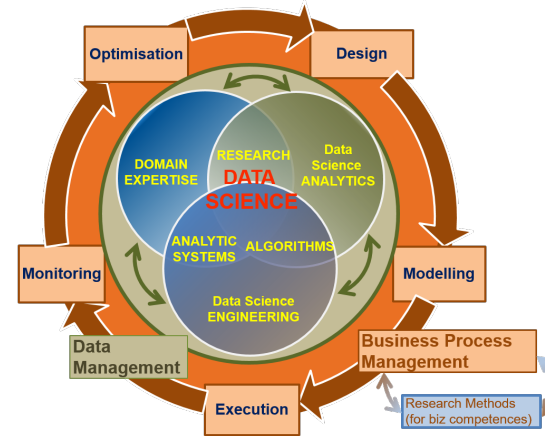 Optimisation
Design
RESEARCH
DOMAIN
EXPERTISE
DATA
SCIENCE
Data
Science
ANALYTICS
ANALYTIC
SYSTEMS
ALGORITHMS
Monitoring
Modelling
Data Science
ENGINEERING
Data
Management
Business Process
Management
Execution
Research Methods
(for biz competences)